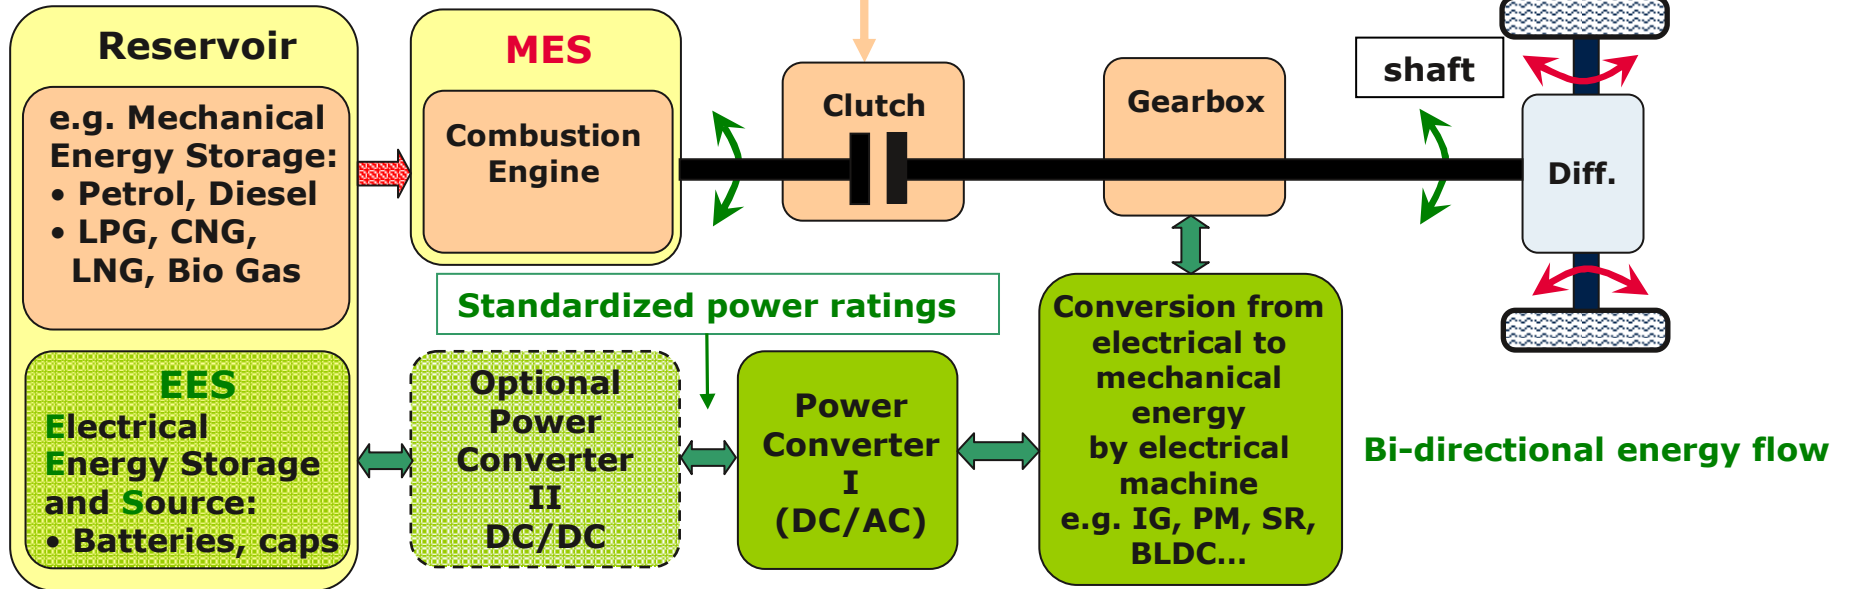 Reservoir
e.g. Mechanical
Energy Storage:
• Petrol, Diesel
• LPG, CNG,
LNG, Bio Gas
EES
Electrical
Energy Storage
and Source:
• Batteries, caps
MES
Combustion
Engine
Clutch
Gearbox
shaft
Diff.
Standardized power ratings
Optional
Power
Converter
II
DC/DC
Power
Converter
I
(DC/AC)
Conversion from
electrical to
mechanical
energy
by electrical
machine
e.g. IG, PM, SR,
BLDC...
Bi-directional energy flow